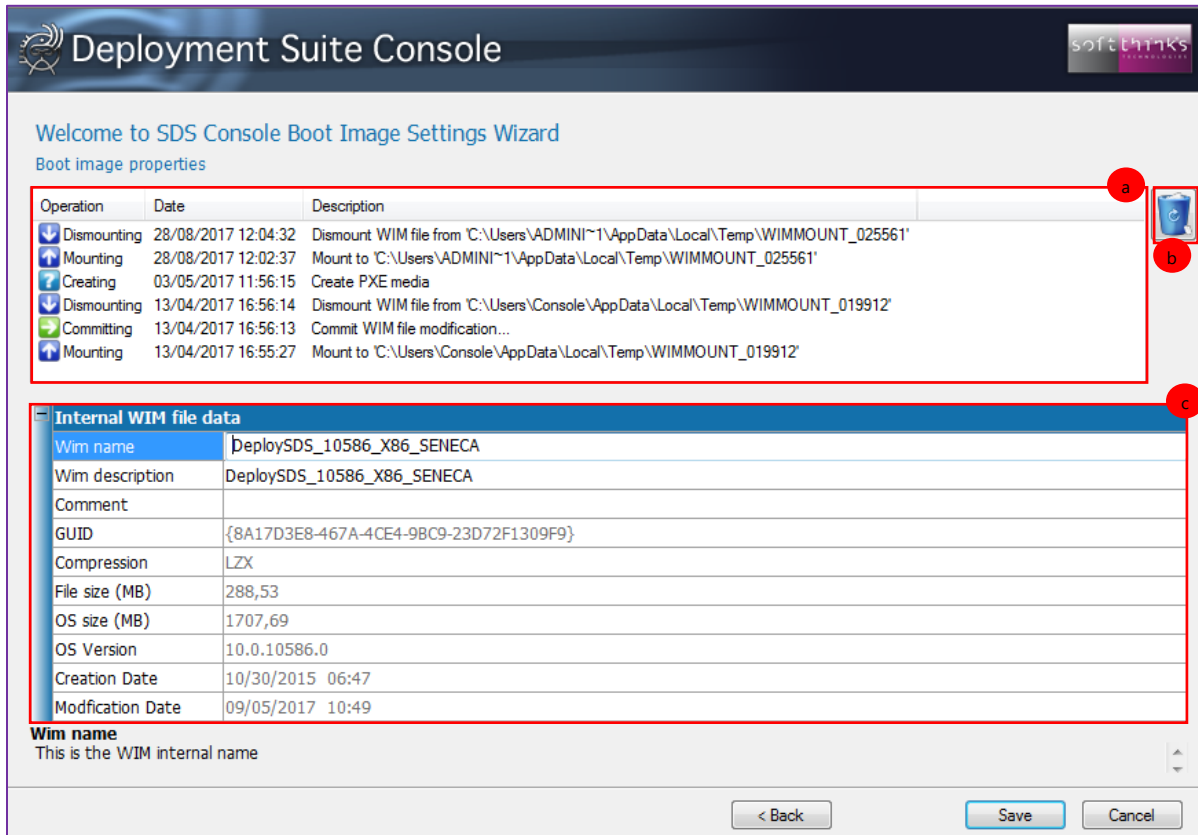 Deployment Suite Console
softthinks
TECHNOLOGIES
Welcome to SDS Console Boot Image Settings Wizard
Boot image properties
a
Operation Date Description
Dismounting 28/08/2017 12:04:32 Dismount WIM file from 'C:\Users\ADMINI~1\AppData\Local\Temp\WIMMOUNT_025561'
Mounting 28/08/2017 12:02:37 Mount to 'C:\Users\ADMINI~1\AppData\Local\Temp\WIMMOUNT_025561'
? Creating 03/05/2017 11:56:15 Create PXE media
Dismounting 13/04/2017 16:56:14 Dismount WIM file from 'C:\Users\Console\AppData\Local\Temp\WIMMOUNT_019912'
Committing 13/04/2017 16:56:13 Commit WIM file modification...
Mounting 13/04/2017 16:55:27 Mount to 'C:\Users\Console\AppData\Local\Temp\WIMMOUNT_019912'
b
c
Internal WIM file data
Wim name DeploySDS_10586_X86_SENECA
Wim description DeploySDS_10586_X86_SENECA
Comment
GUID {8A17D3E8-467A-4CE4-9BC9-23D72F1309F9}
Compression LZX
File size (MB) 288,53
OS size (MB) 1707,69
OS Version 10.0.10586.0
Creation Date 10/30/2015 06:47
Modfication Date 09/05/2017 10:49
Wim name
This is the WIM internal name
< Back Save Cancel